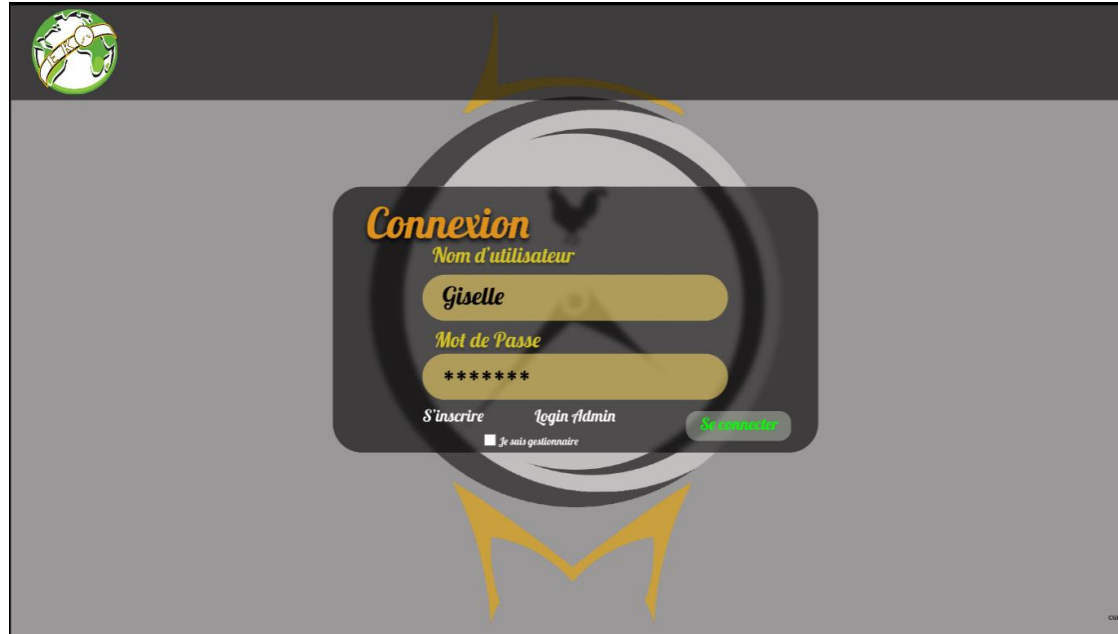 Connexion
Nom d'utilisateur
Giselle
Mot de Passe
*******
S'inscrire Login Admin
Se connecter
Je suis gestionnaire